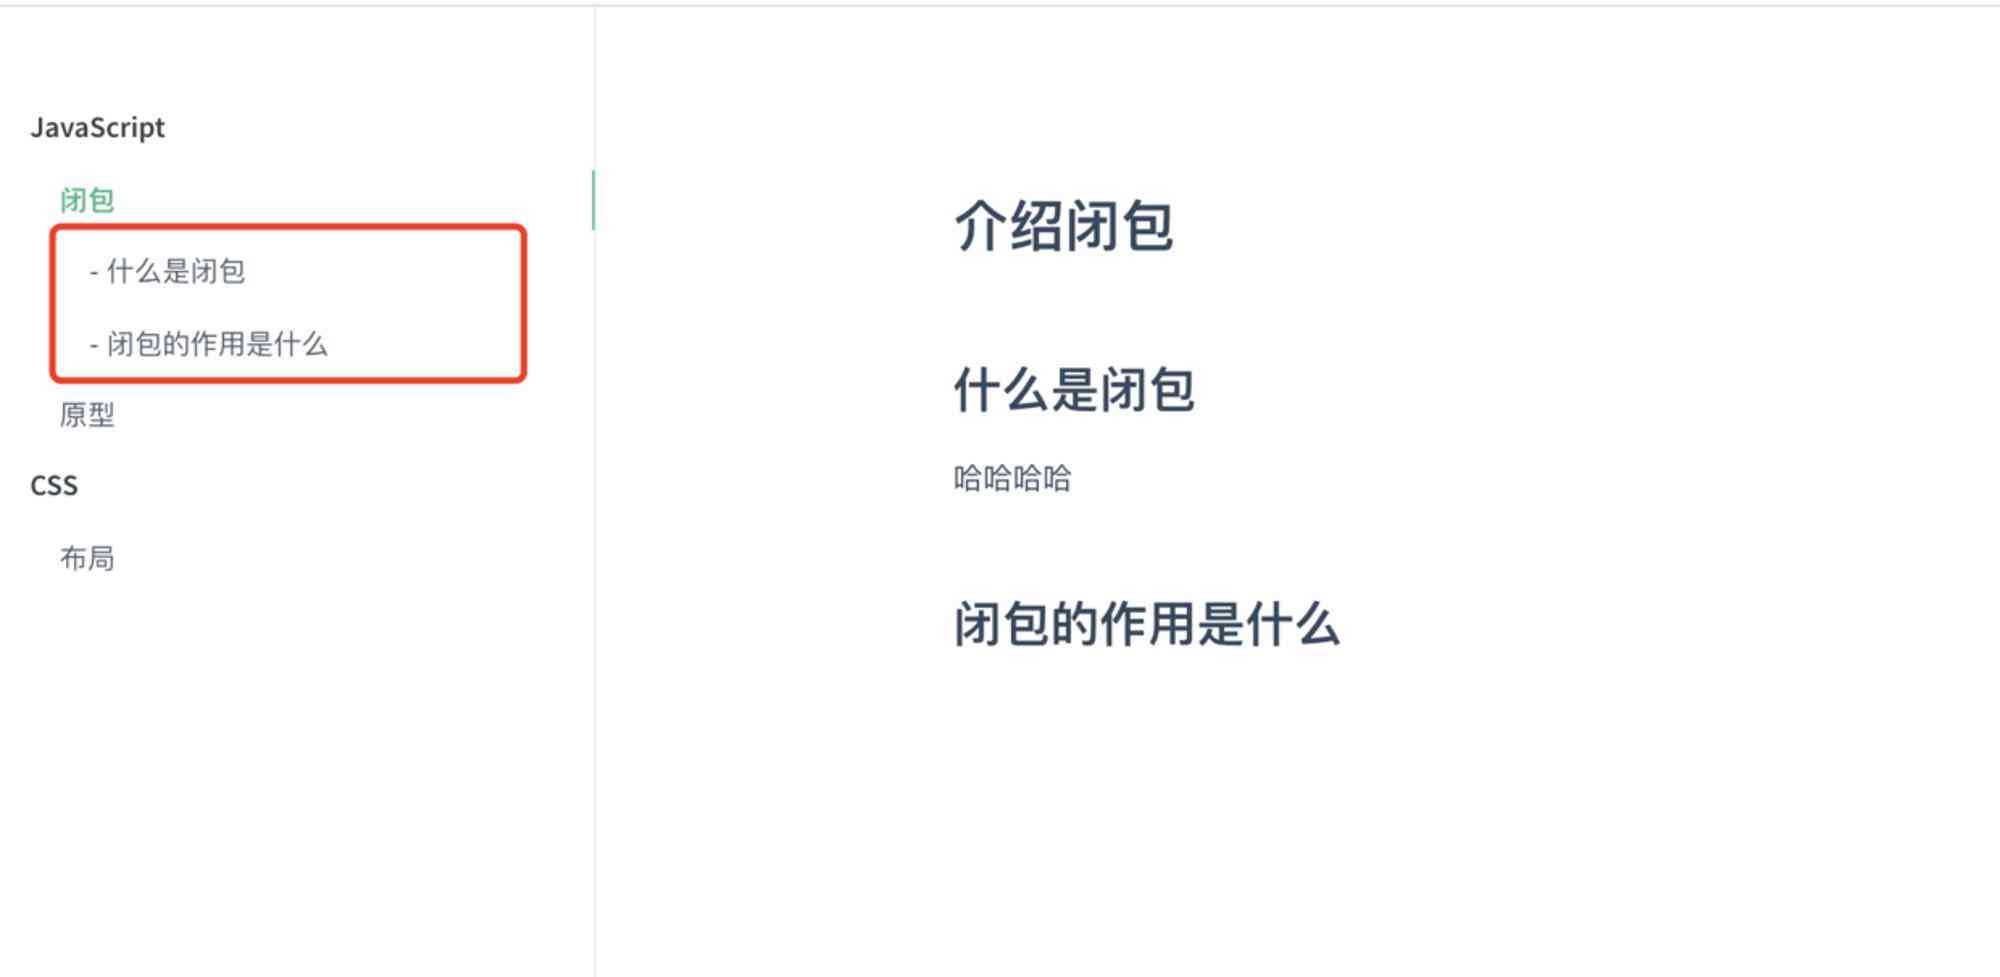 JavaScript
闭包
- 什么是闭包
- 闭包的作用是什么
原型
CSS
布局
介绍闭包
什么是闭包
哈哈哈哈
闭包的作用是什么